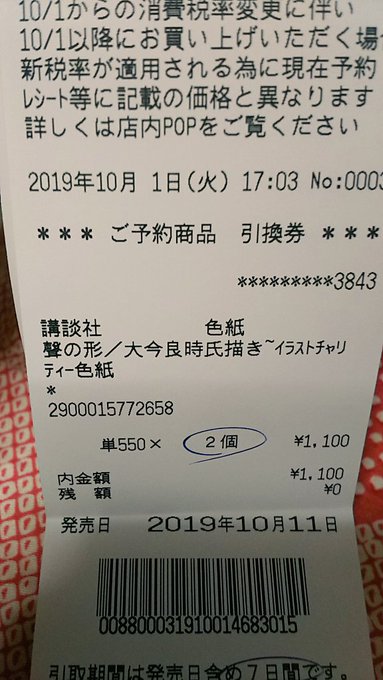 10/1からの消費税率変更に伴い
10/1以降にお買い上げいただく場
新税率が適用される為に現在予約
レシート等に記載の価格と異なります
詳しくは店内POPをご覧ください
2019年10月 1日(火) 17:03 No:0003
*** ご予約商品 引換券 ***
*********3843
講談社 色紙
聲の形/大今良時氏描き~イラストチャリ
ティー色紙
*
2900015772658
単550× 2個 ¥1,100
内金額 ¥1,100
残 額 ¥0
発売日 2019年10月11日
008800031910014683015
引取期間は発売日含め7日間です。